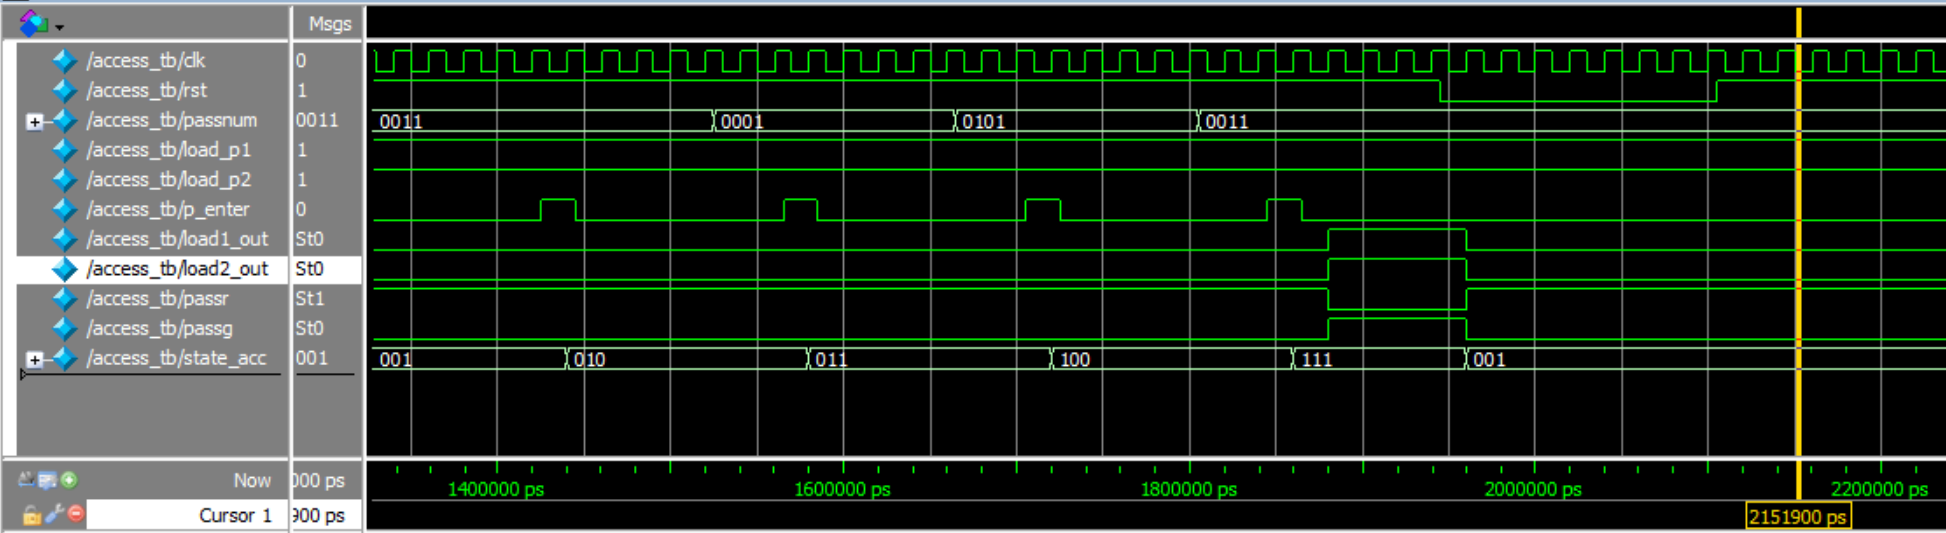 Msgs
/access_tb/clk 0
/access_tb/rst 1
/access_tb/passnum 0011 0011 0001 0101 0011
/access_tb/load_p1 1
/access_tb/load_p2 1
/access_tb/p_enter 0
/access_tb/load1_out St0
/access_tb/load2_out St0
/access_tb/passr St1
/access_tb/passg St0
/access_tb/state_acc 001 001 010 011 100 111 001
Now 000 ps 1400000 ps 1600000 ps 1800000 ps 2000000 ps 2200000 ps
Cursor 1 900 ps 2151900 ps